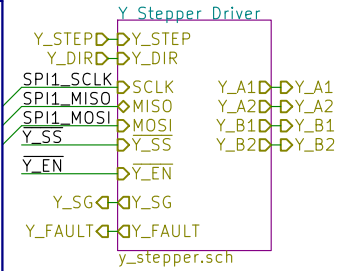 Y Stepper Driver
Y_STEP Y_STEP
Y_DIR Y_DIR
SPI1_SCLK SCLK Y_A1 Y_A1
SPI1_MISO MISO Y_A2 Y_A2
SPI1_MOSI MOSI Y_B1 Y_B1
Y_SS Y_SS Y_B2 Y_B2
Y_EN Y_EN
Y_SG Y_SG
Y_FAULT Y_FAULT
y_stepper.sch